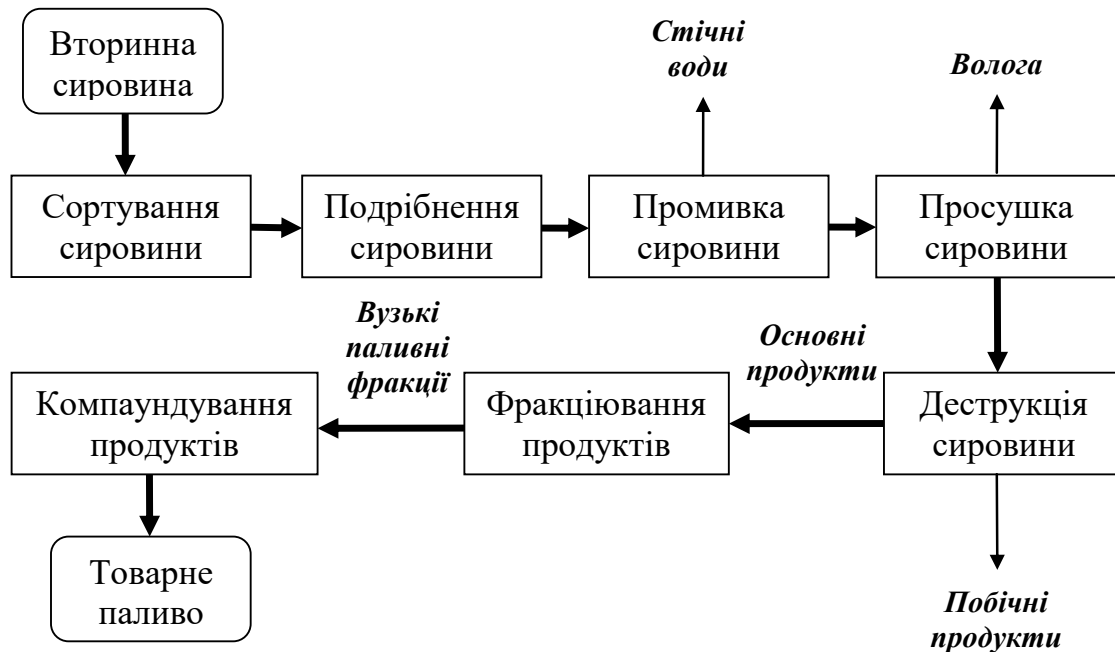 Вторинна
сировина
Стічні
води
Волога
Сортування
сировини
Подрібнення
сировини
Промивка
сировини
Просушка
сировини
Вузькі
паливні
фракції
Основні
продукти
Компаундування
продуктів
Фракціювання
продуктів
Деструкція
сировини
Товарне
паливо
Побічні
продукти